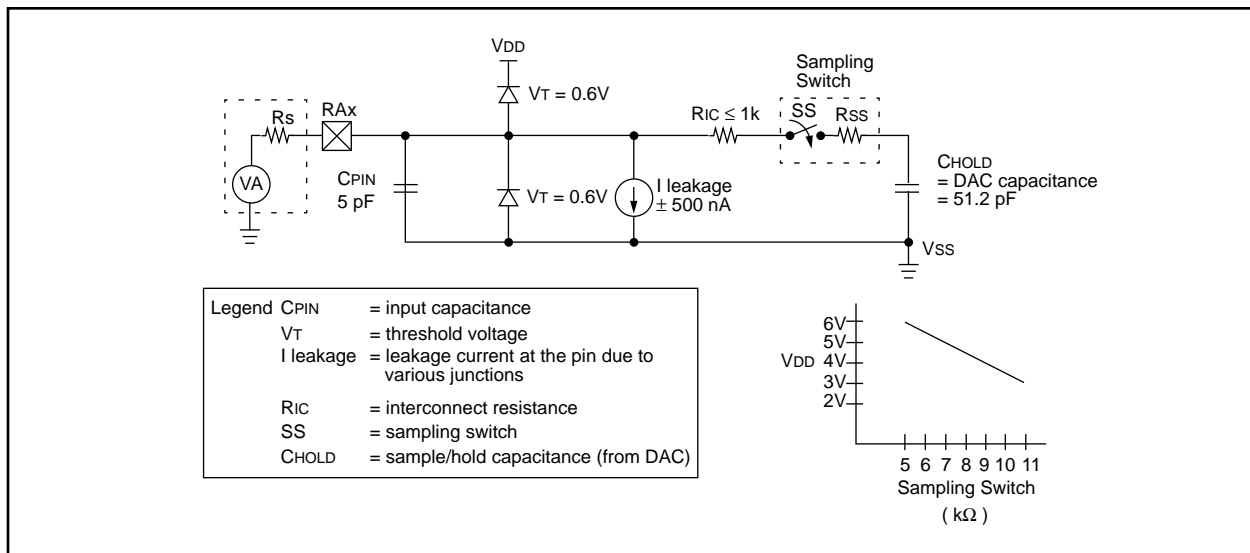 VDD
Sampling
Switch
VT = 0.6V
RAx
Rs
RIC ≤ 1k
SS
RSS
CHOLD
= DAC capacitance
= 51.2 pF
VA
CPIN
5 pF
VT = 0.6V
I leakage
± 500 nA
VSS
Legend CPIN = input capacitance
VT = threshold voltage
I leakage = leakage current at the pin due to
various junctions
RIC = interconnect resistance
SS = sampling switch
CHOLD = sample/hold capacitance (from DAC)
6V
5V
VDD 4V
3V
2V
5 6 7 8 9 10 11
Sampling Switch
( kΩ )